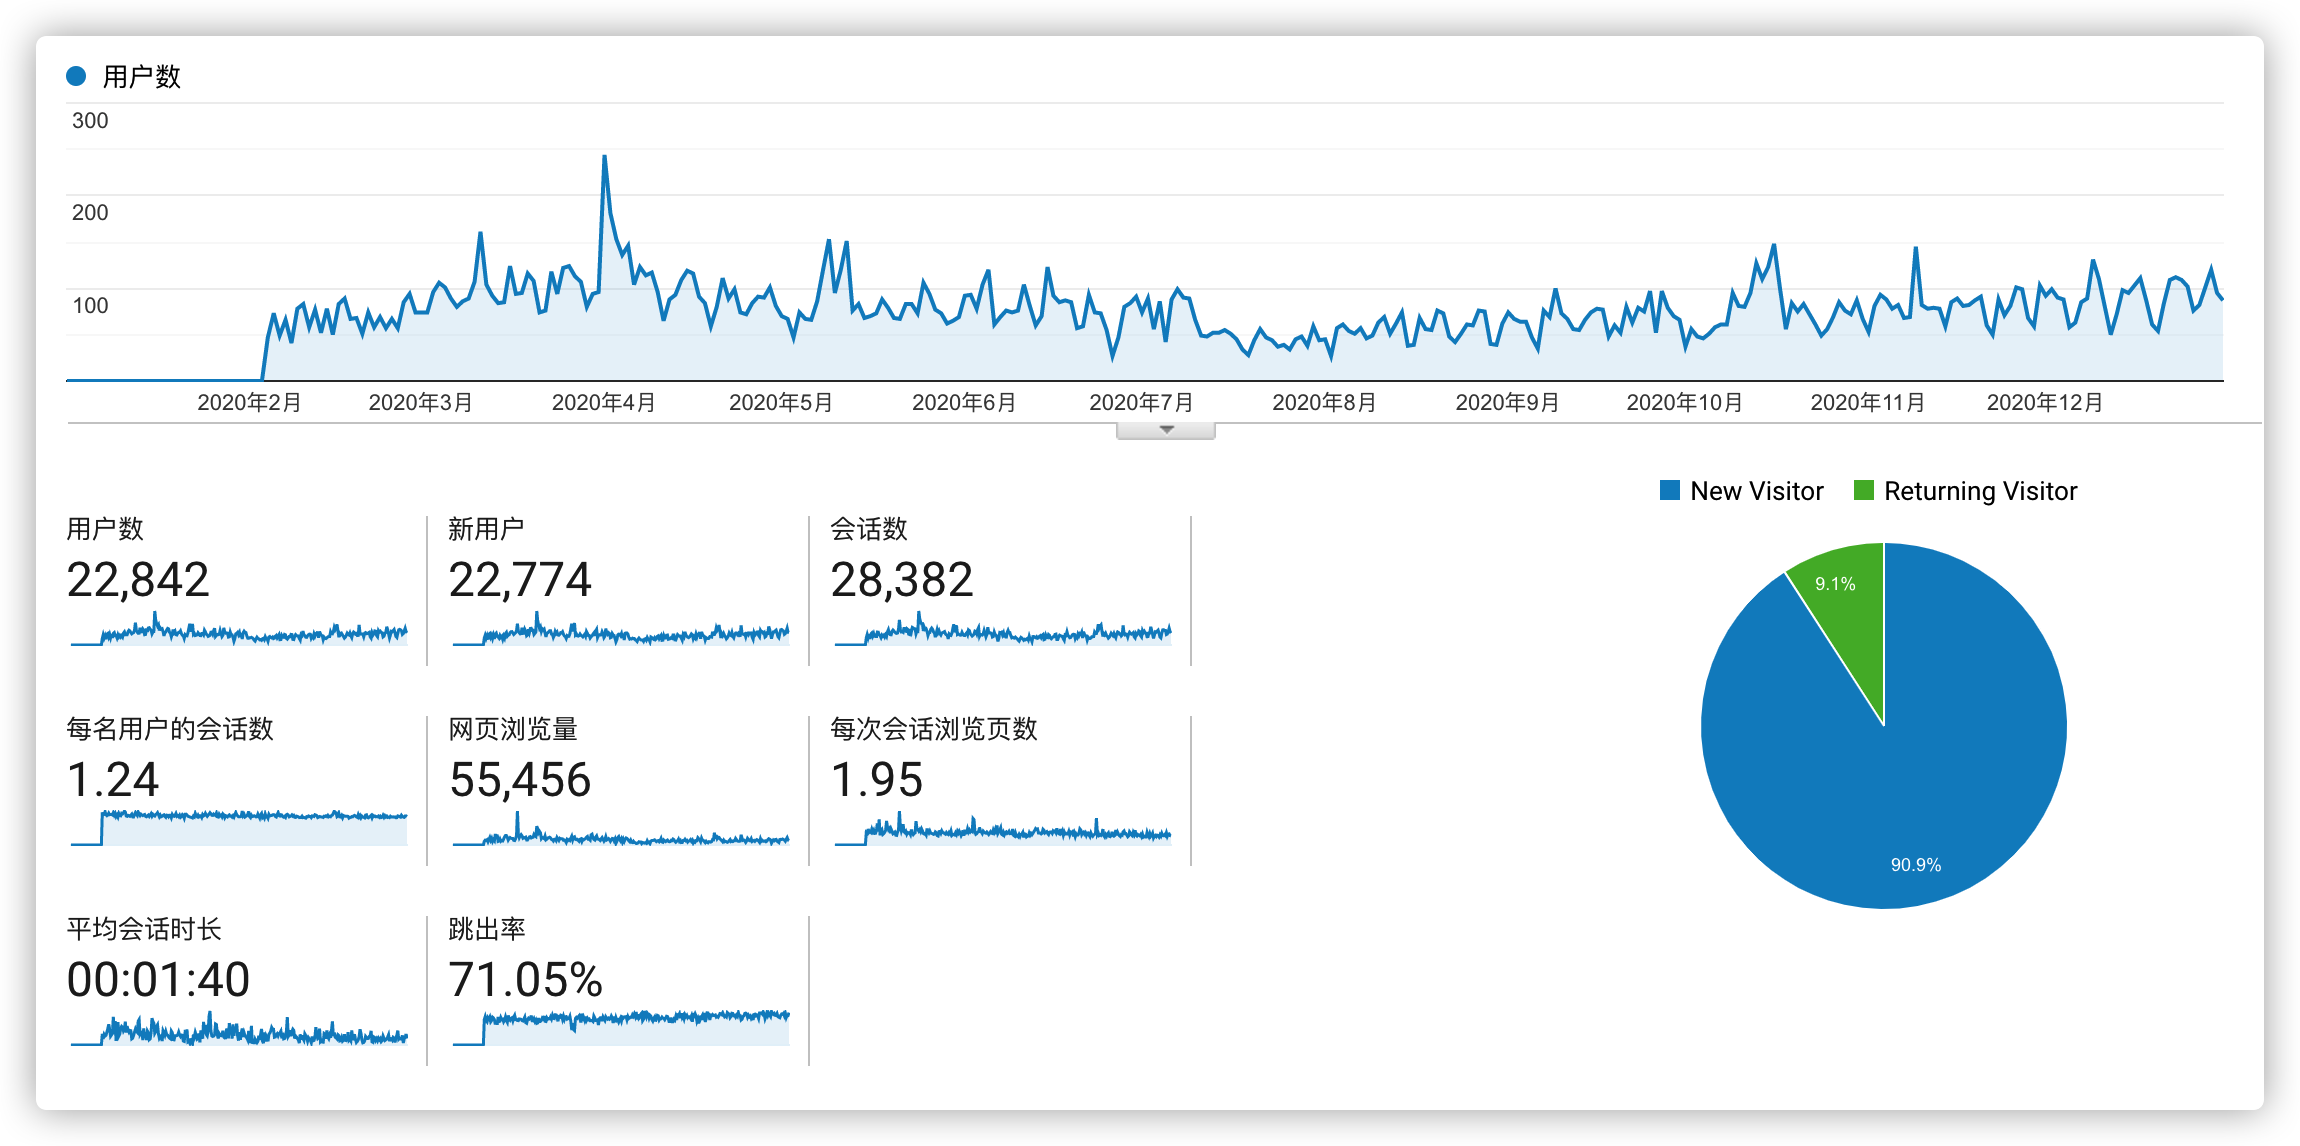 用户数
300
200
100
2020年2月 2020年3月 2020年4月 2020年5月 2020年6月 2020年7月 2020年8月 2020年9月 2020年10月 2020年11月 2020年12月
New Visitor Returning Visitor
用户数 新用户 会话数
22,842 22,774 28,382
每名用户的会话数 网页浏览量 每次会话浏览页数
1.24 55,456 1.95
平均会话时长 跳出率
00:01:40 71.05%
9.1%
90.9%